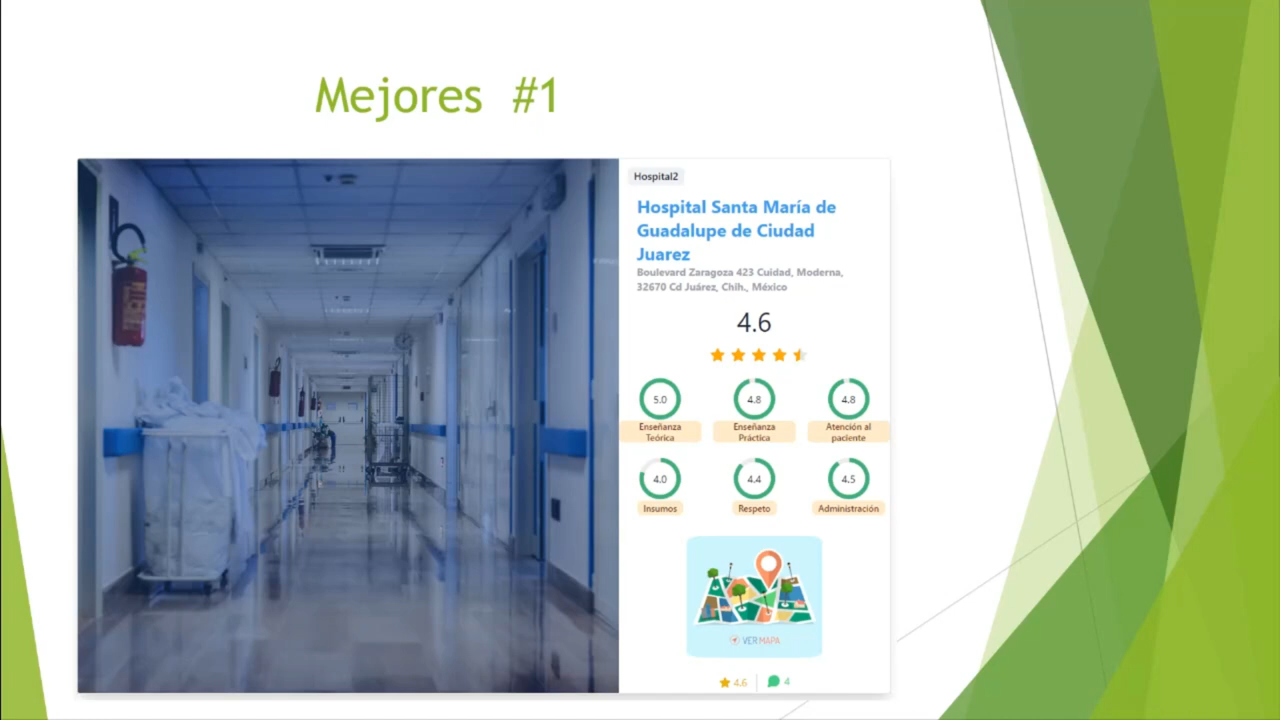 Mejores #1
Hospital2
Hospital Santa María de
Guadalupe de Ciudad
Juarez
Boulevard Zaragoza 423 Cuidad, Moderna,
32670 Cd Juárez, Chih., México
4.6
5.0 4.8 4.8
Enseñanza Enseñanza Atención al
Teórica Práctica paciente
4.0 4.4 4.5
Insumos Respeto Administración
VER MAPA
4.6 4